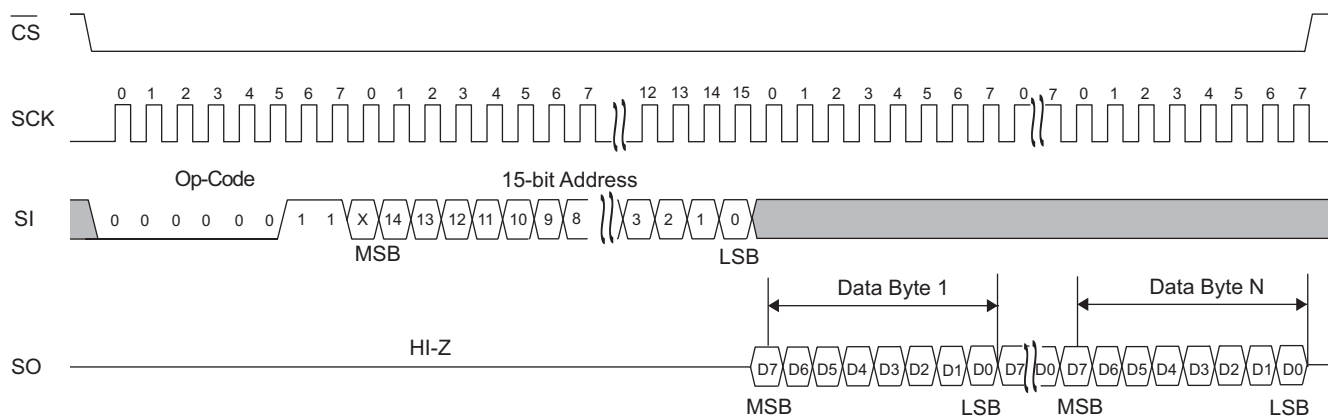 CS
0 1 2 3 4 5 6 7 0 1 2 3 4 5 6 7 12 13 14 15 0 1 2 3 4 5 6 7 0 7 0 1 2 3 4 5 6 7
SCK
Op-Code 15-bit Address
SI 0 0 0 0 0 0 1 1 X 14 13 12 11 10 9 8 3 2 1 0
MSB LSB
Data Byte 1 Data Byte N
HI-Z
SO D7 D6 D5 D4 D3 D2 D1 D0 D7 D0 D7 D6 D5 D4 D3 D2 D1 D0
MSB LSB MSB LSB